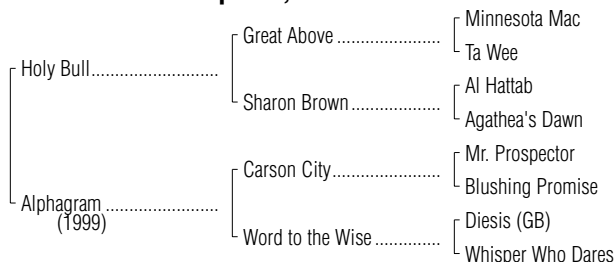 Minnesota Mac
Great Above
Ta Wee
Holy Bull
Al Hattab
Sharon Brown
Agathea's Dawn
Mr. Prospector
Carson City
Blushing Promise
Alphagram
(1999)
Diesis (GB)
Word to the Wise
Whisper Who Dares